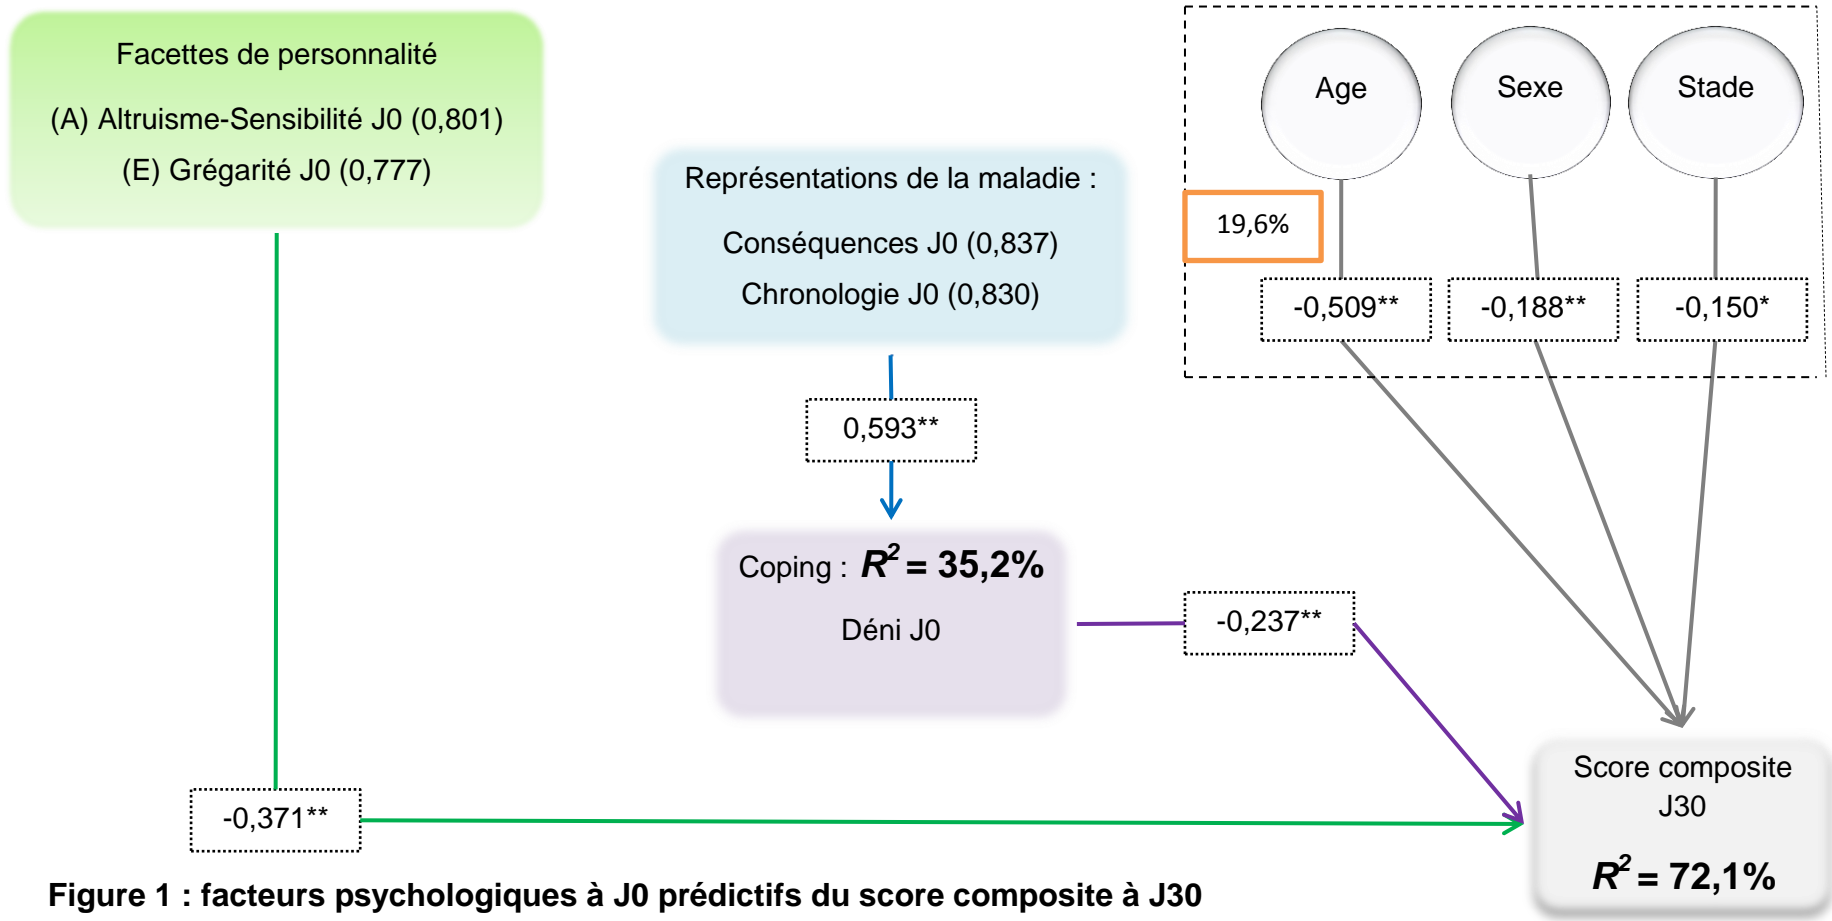 Facettes de personnalité
(A) Altruisme-Sensibilité J0 (0,801)
(E) Grégarité J0 (0,777)
Représentations de la maladie :
Conséquences J0 (0,837)
Chronologie J0 (0,830)
Age
Sexe
Stade
19,6%
-0,509**
-0,188**
-0,150*
0,593**
Coping : R² = 35,2%
Déni J0
-0,237**
-0,371**
Score composite
J30
R² = 72,1%
Figure 1 : facteurs psychologiques à J0 prédictifs du score composite à J30